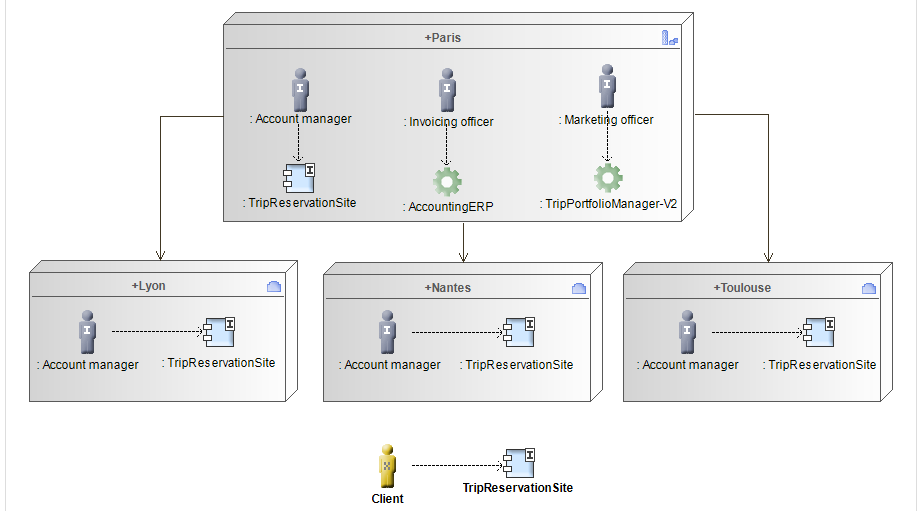 +Paris
: Account manager
: Invoicing officer
: Marketing officer
: TripReservationSite
: AccountingERP
: TripPortfolioManager-V2
+Lyon
+Nantes
+Toulouse
: Account manager
: TripReservationSite
: Account manager
: TripReservationSite
: Account manager
: TripReservationSite
Client
TripReservationSite